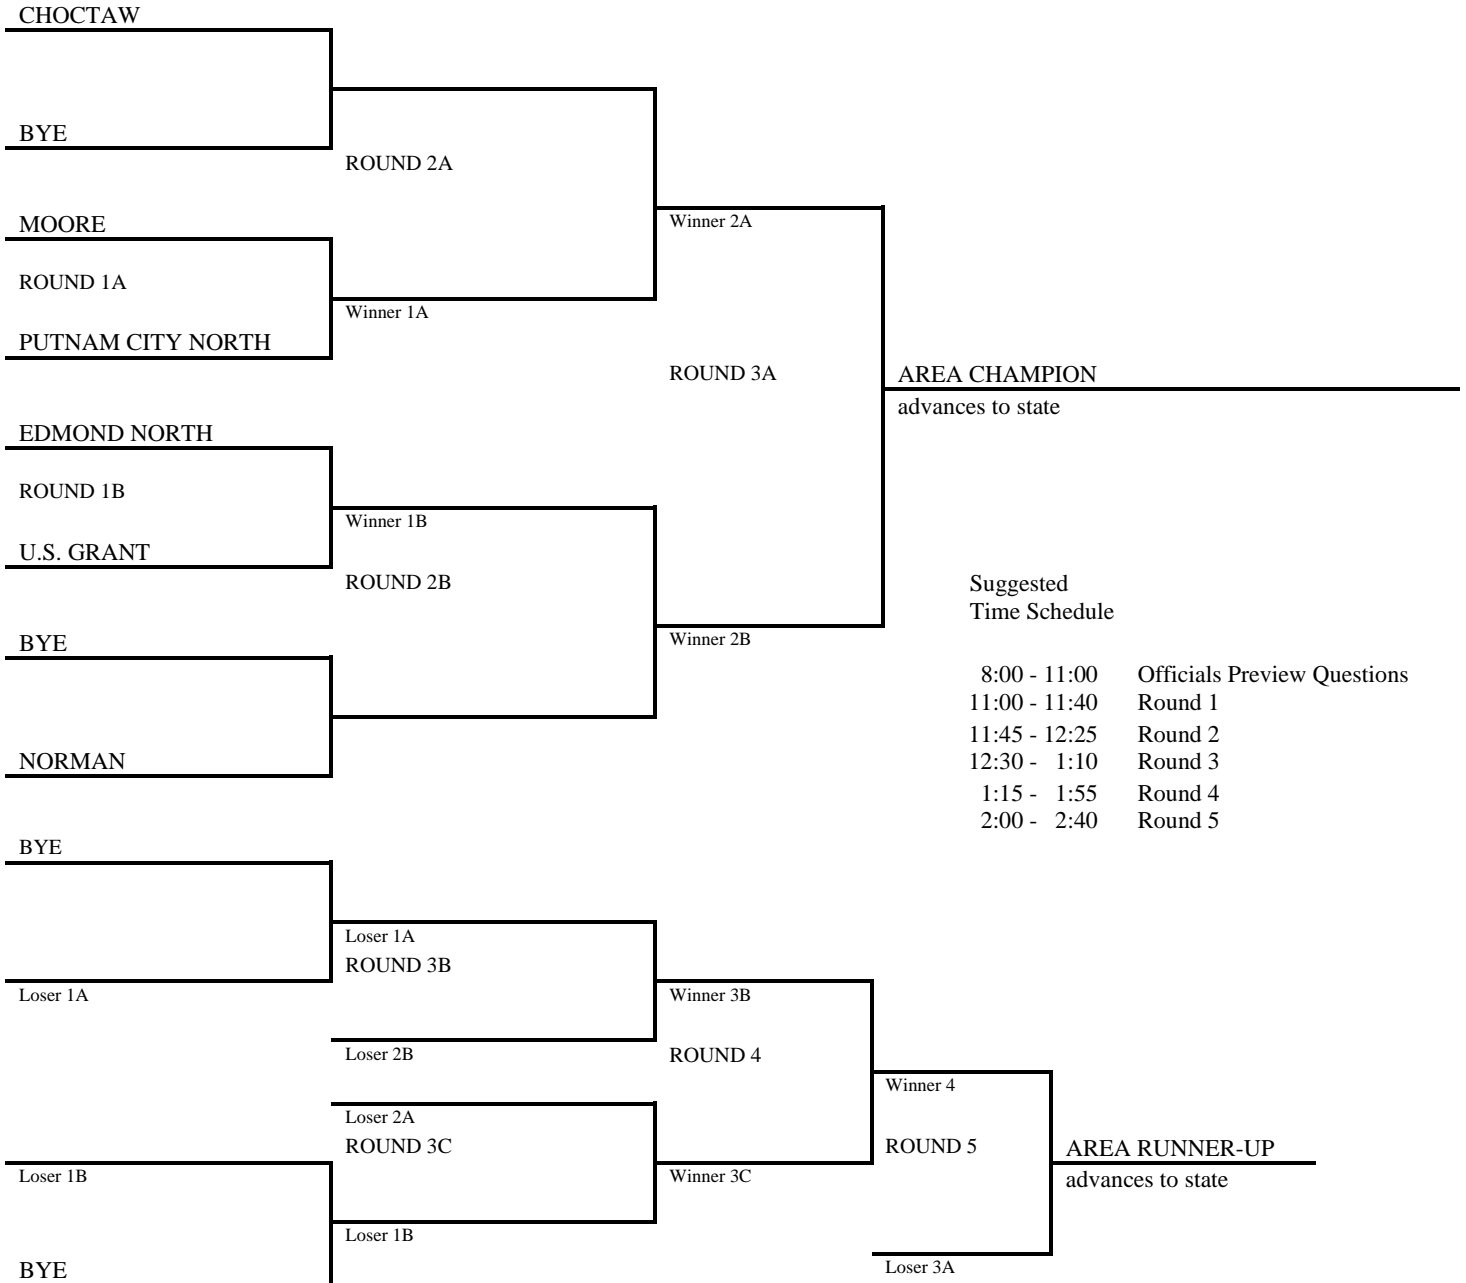 CHOCTAW
BYE
ROUND 2A
MOORE
Winner 2A
ROUND 1A
Winner 1A
PUTNAM CITY NORTH
ROUND 3A
AREA CHAMPION
advances to state
EDMOND NORTH
ROUND 1B
Winner 1B
U.S. GRANT
ROUND 2B
Suggested
Time Schedule
BYE
Winner 2B
8:00 - 11:00 Officials Preview Questions
11:00 - 11:40 Round 1
11:45 - 12:25 Round 2
NORMAN
12:30 - 1:10 Round 3
1:15 - 1:55 Round 4
2:00 - 2:40 Round 5
BYE
Loser 1A
ROUND 3B
Loser 1A
Winner 3B
Loser 2B
ROUND 4
Winner 4
Loser 2A
ROUND 3C
ROUND 5
AREA RUNNER-UP
Loser 1B
Winner 3C
advances to state
Loser 1B
BYE
Loser 3A